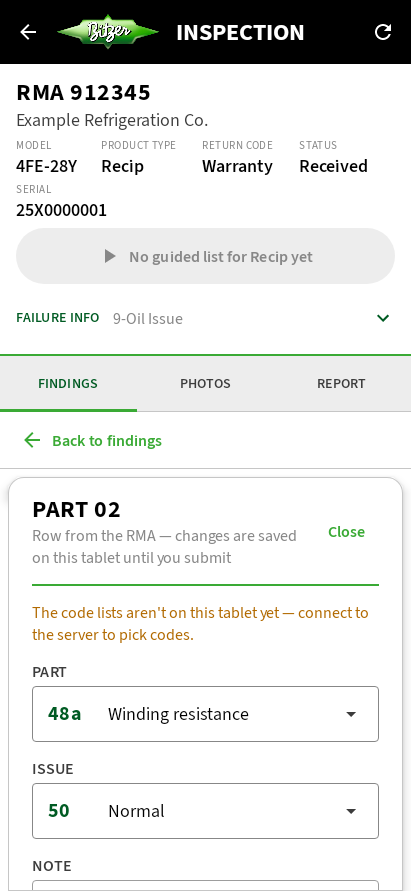 Bitzer INSPECTION
RMA 912345
Example Refrigeration Co.
MODEL PRODUCT TYPE RETURN CODE STATUS
4FE-28Y Recip Warranty Received
SERIAL
25X0000001
No guided list for Recip yet
FAILURE INFO 9-Oil Issue
FINDINGS PHOTOS REPORT
Back to findings
PART 02
Row from the RMA — changes are saved
on this tablet until you submit
Close
The code lists aren't on this tablet yet — connect to
the server to pick codes.
PART
48a Winding resistance
ISSUE
50 Normal
NOTE